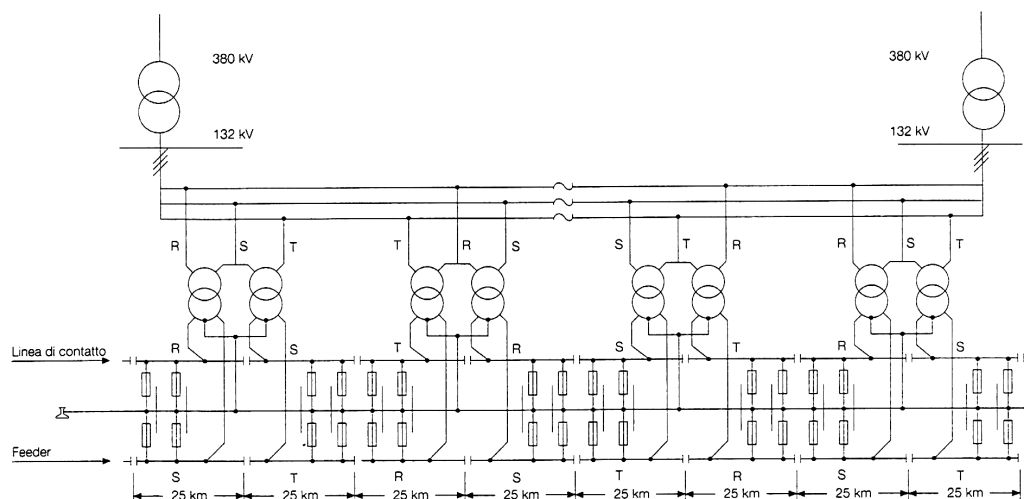 380 kV
380 kV
132 kV
132 kV
R S T T R S S T R R S T
Linea di contatto
R S T R S T R S
Feeder
S T R S T R S T
25 km 25 km 25 km 25 km 25 km 25 km 25 km 25 km